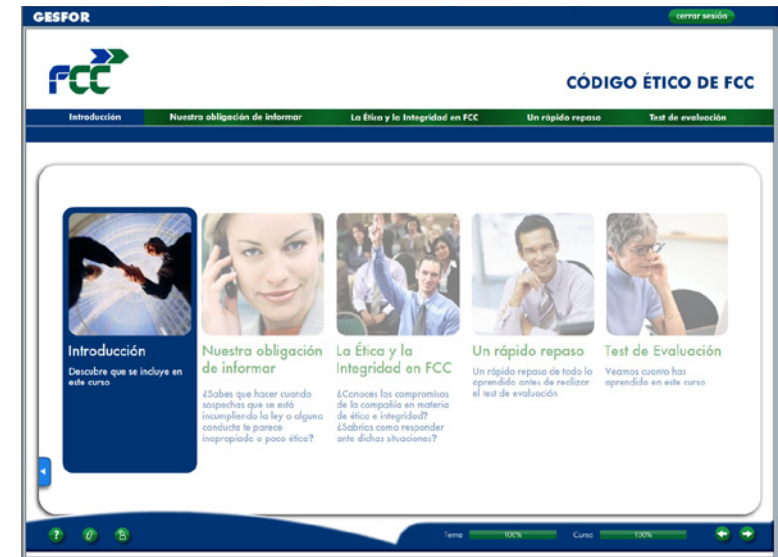 GESFOR
cerrar sesión
fcc
CÓDIGO ÉTICO DE FCC
Introducción
Nuestra obligación de informar
La Ética y la Integridad en FCC
Un rápido repaso
Test de evaluación
Introducción
Descubre que se incluye en
este curso
Nuestra obligación
de informar
¿Sabes que hacer cuando
sospechas que se está
incumpliendo la ley o alguna
conducta te parece
inapropiada o poco ética?
La Ética y la
Integridad en FCC
¿Conoces los compromisos
de la compañía en materia
de ética e integridad?
¿Sabrías como responder
ante dichas situaciones?
Un rápido repaso
Un rápido repaso de todo lo
aprendido antes de realizar
el test de evaluación
Test de Evaluación
Veamos cuanto has
aprendido en este curso
?
Tema
100%
Curso
100%